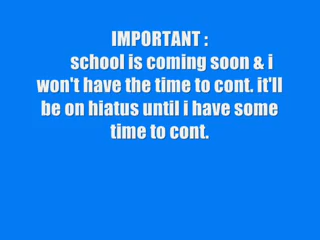 IMPORTANT :
school is coming soon & i
won't have the time to cont. it'll
be on hiatus until i have some
time to cont.